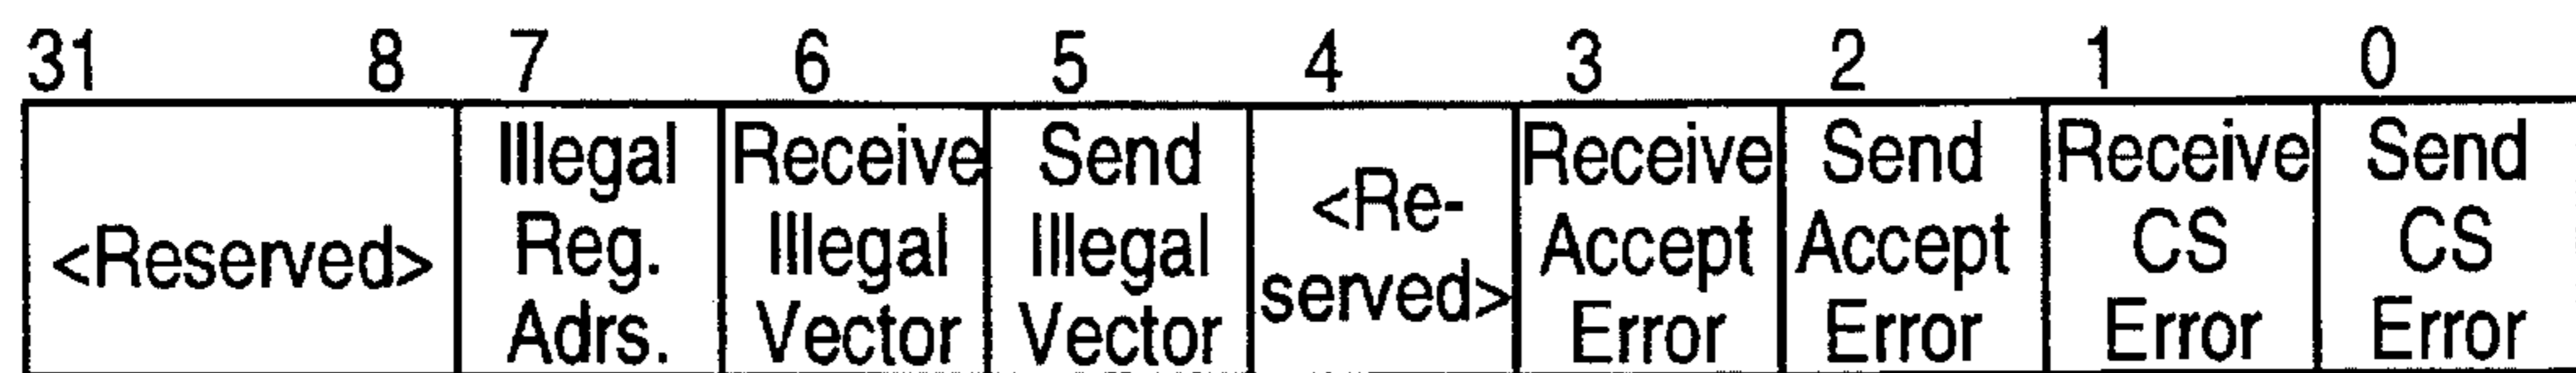 31 8 7 6 5 4 3 2 1 0
<Reserved>
Illegal
Reg.
Adrs.
Receive
Illegal
Vector
Send
Illegal
Vector
<Re-
served>
Receive
Accept
Error
Send
Accept
Error
Receive
CS
Error
Send
CS
Error